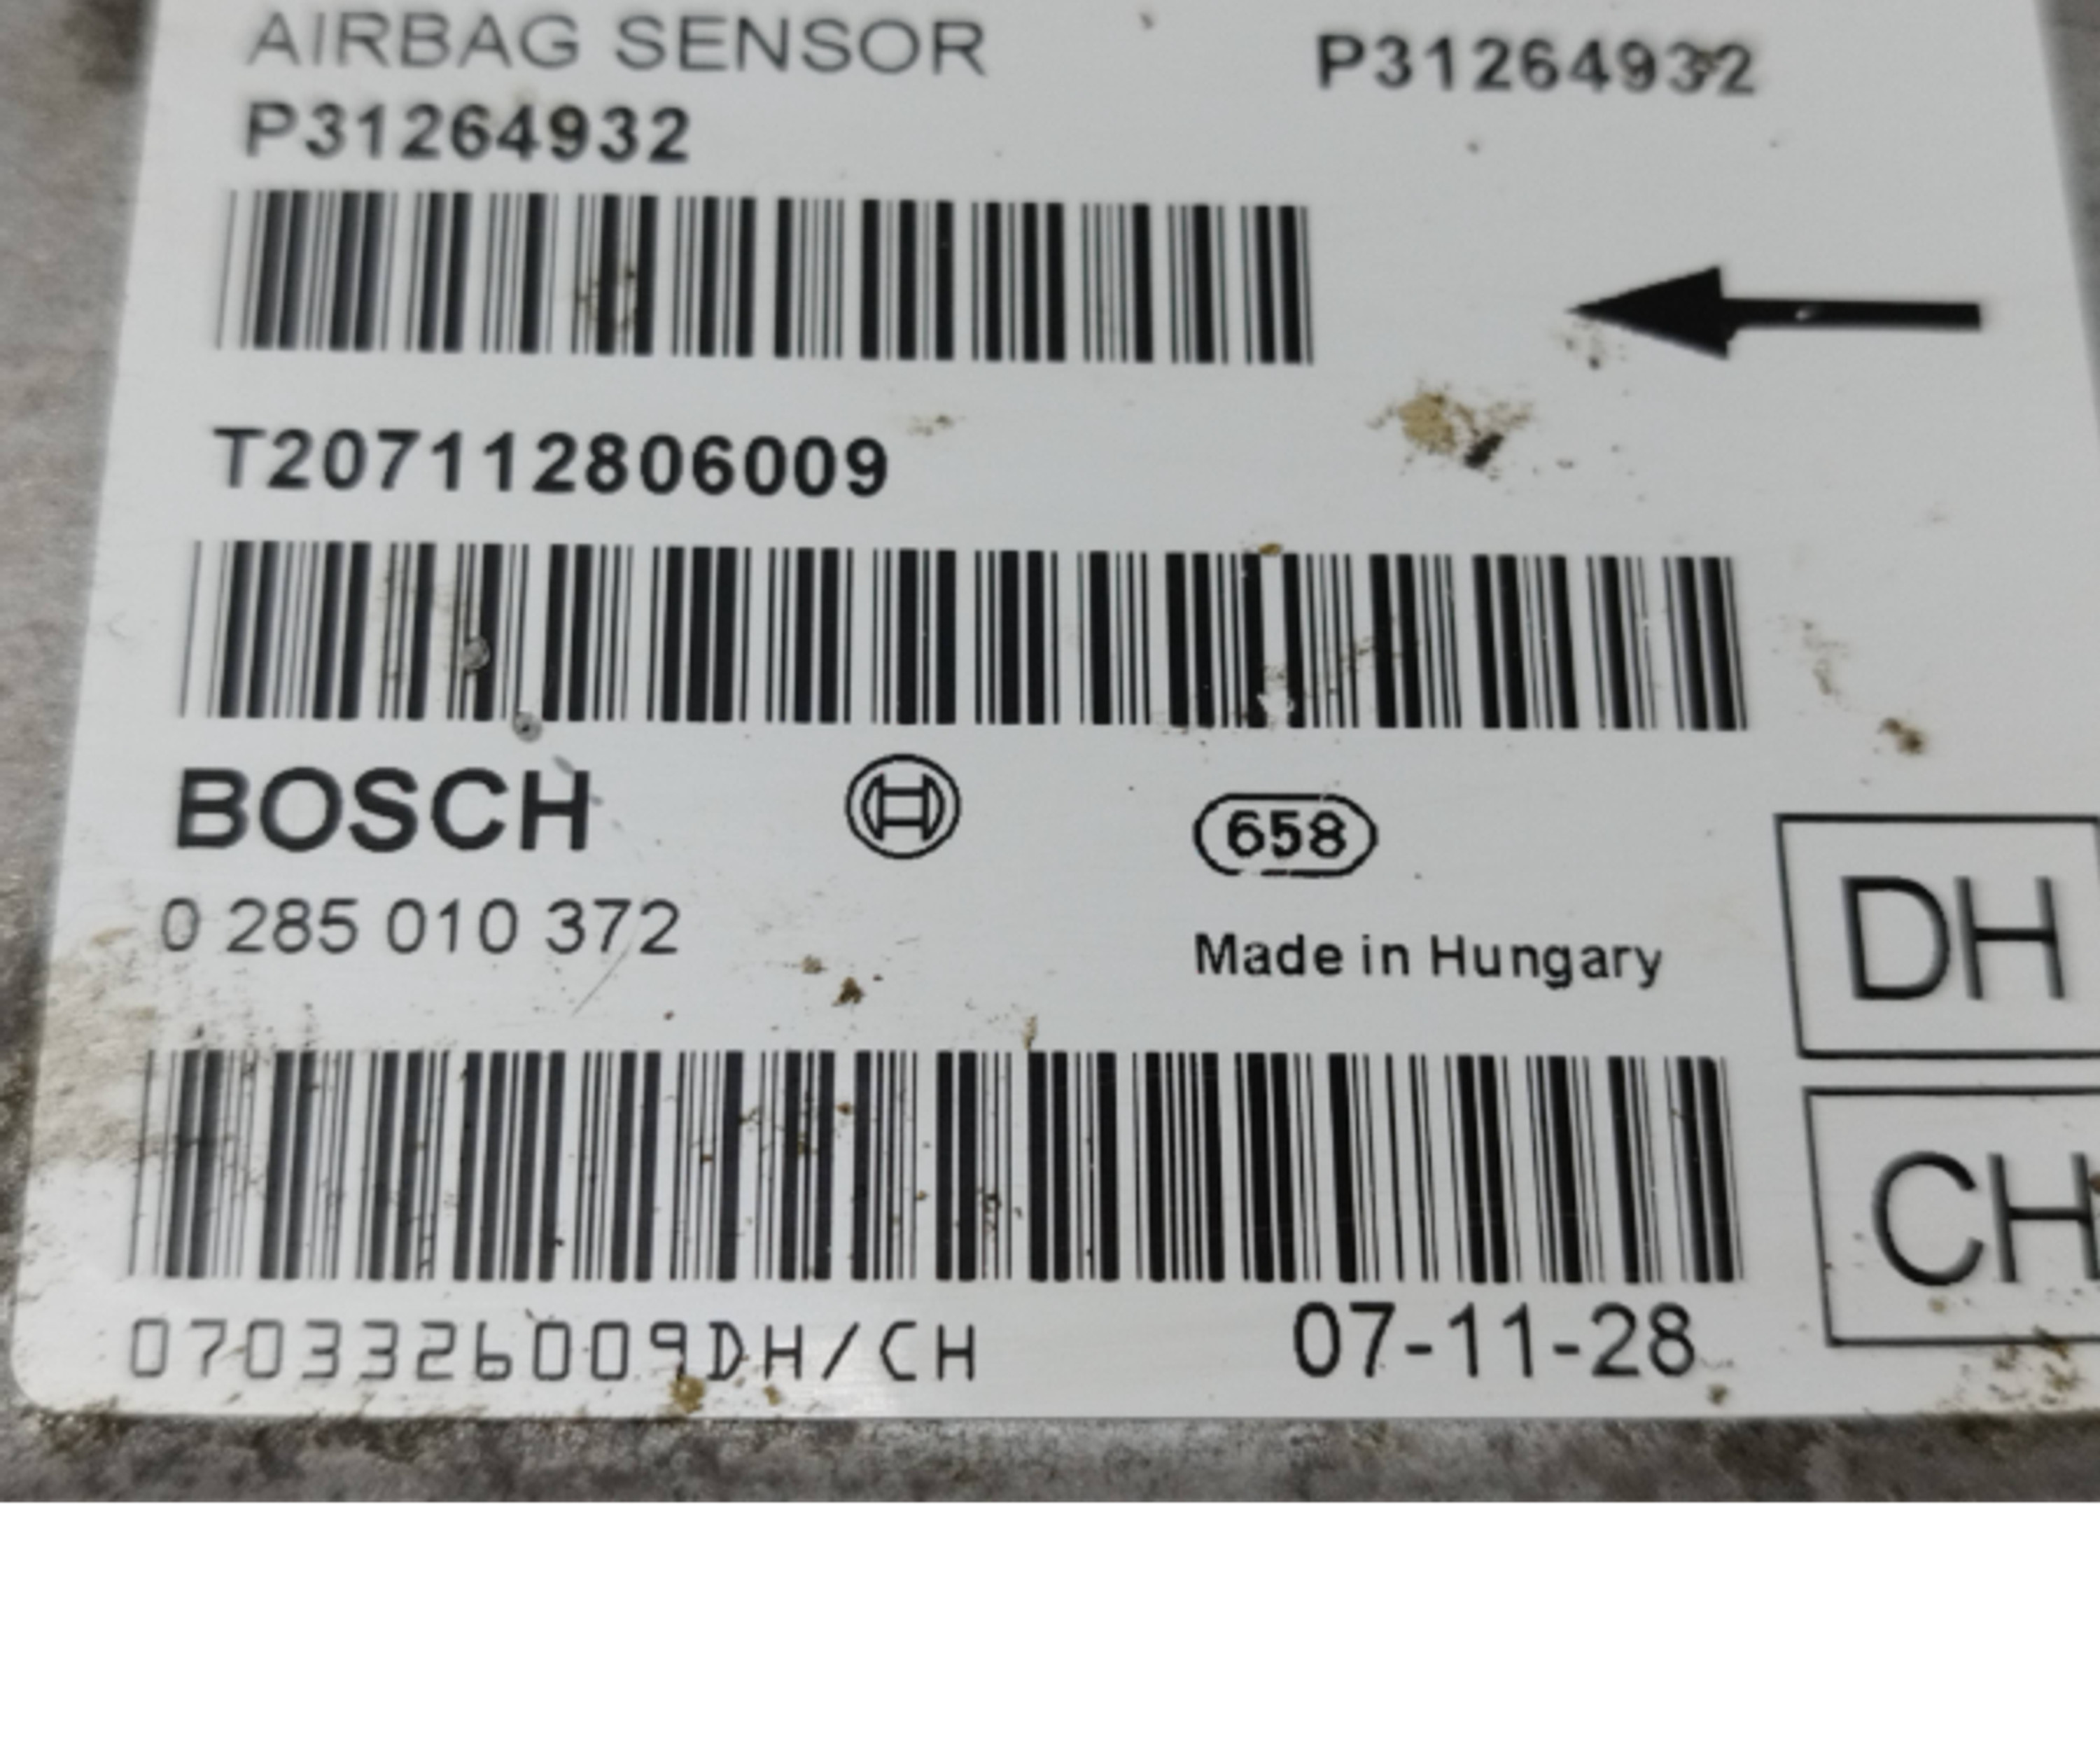 AIRBAG SENSOR
P31264932
P31264932
T207112806009
BOSCH
658
0 285 010 372
Made in Hungary
DH
CH
0703326009DH/CH
07-11-28